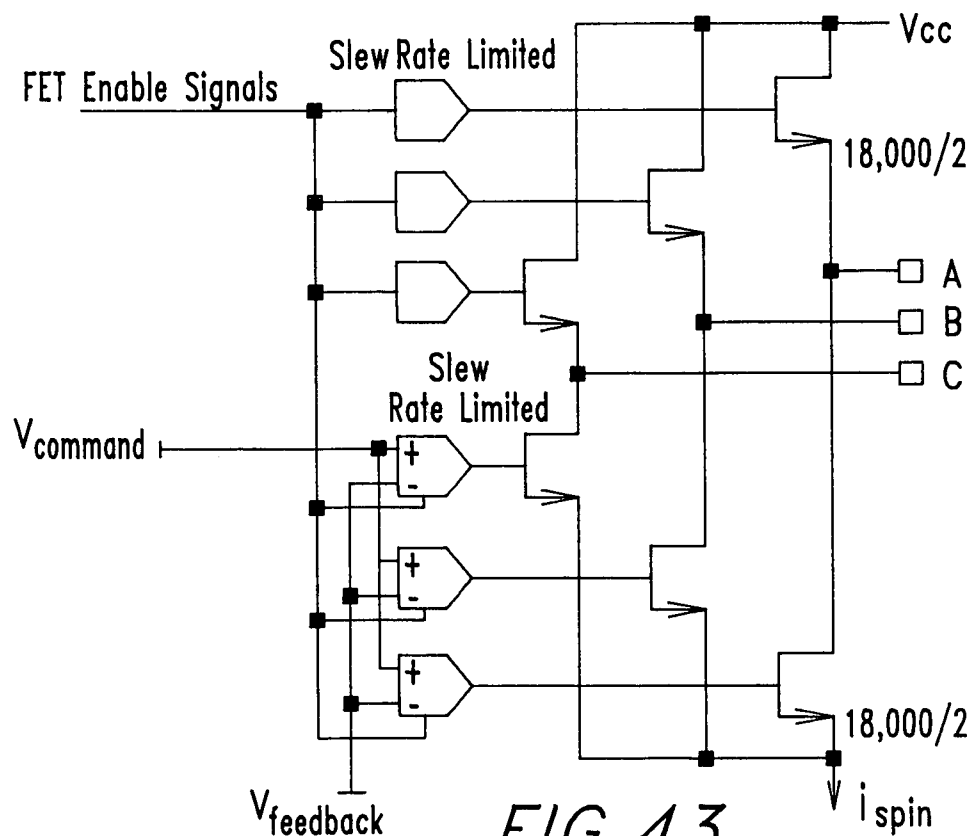 Vcc
Slew Rate Limited
FET Enable Signals
18,000/2
A
B
C
Slew
Rate Limited
Vcommand
+
-
+
-
+
-
18,000/2
Vfeedback
ispin
FIG. 43